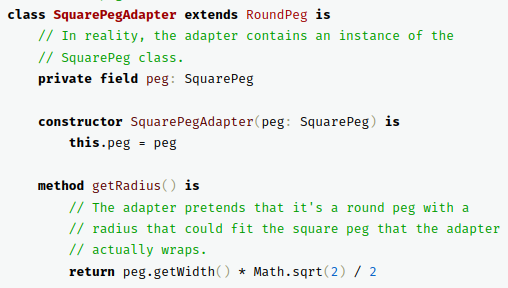 class SquarePegAdapter extends RoundPeg is
// In reality, the adapter contains an instance of the
// SquarePeg class.
private field peg: SquarePeg
constructor SquarePegAdapter(peg: SquarePeg) is
this.peg = peg
method getRadius() is
// The adapter pretends that it's a round peg with a
// radius that could fit the square peg that the adapter
// actually wraps.
return peg.getWidth() * Math.sqrt(2) / 2